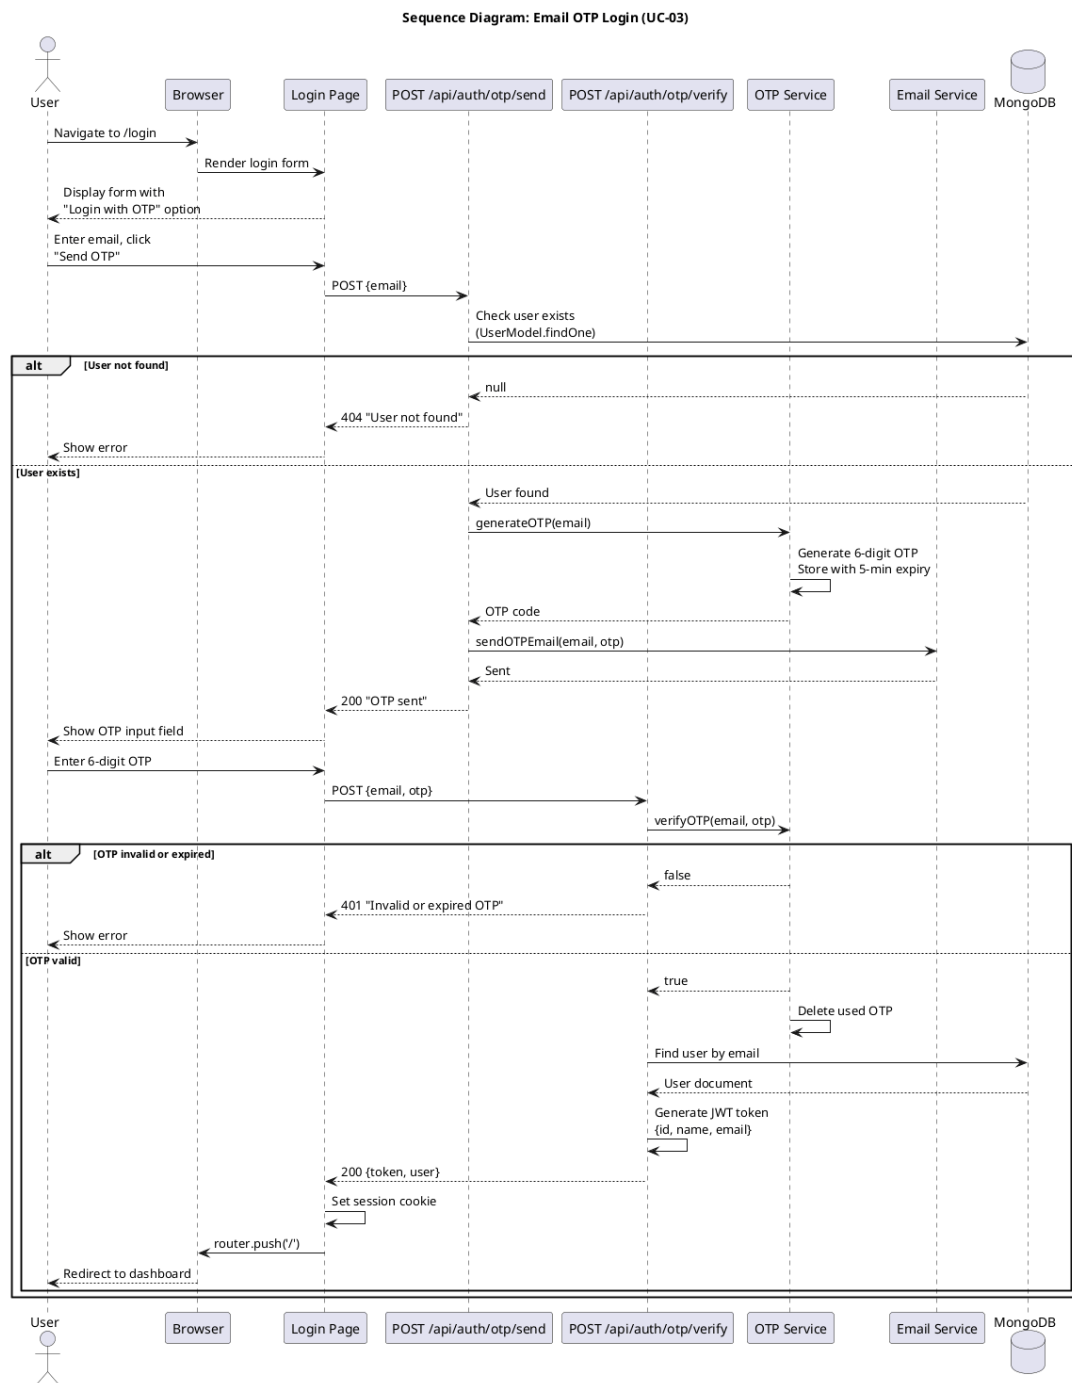 Sequence Diagram: Email OTP Login (UC-03)
User
Browser
Login Page
POST /api/auth/otp/send
POST /api/auth/otp/verify
OTP Service
Email Service
MongoDB
Navigate to /login
Render login form
Display form with
"Login with OTP" option
Enter email, click
"Send OTP"
POST {email}
Check user exists
(UserModel.findOne)
alt
[User not found]
null
404 "User not found"
Show error
[User exists]
User found
generateOTP(email)
Generate 6-digit OTP
Store with 5-min expiry
OTP code
sendOTPEmail(email, otp)
Sent
200 "OTP sent"
Show OTP input field
Enter 6-digit OTP
POST {email, otp}
verifyOTP(email, otp)
alt
[OTP invalid or expired]
false
401 "Invalid or expired OTP"
Show error
[OTP valid]
true
Delete used OTP
Find user by email
User document
Generate JWT token
{id, name, email}
200 {token, user}
Set session cookie
router.push('/')
Redirect to dashboard
User
Browser
Login Page
POST /api/auth/otp/send
POST /api/auth/otp/verify
OTP Service
Email Service
MongoDB